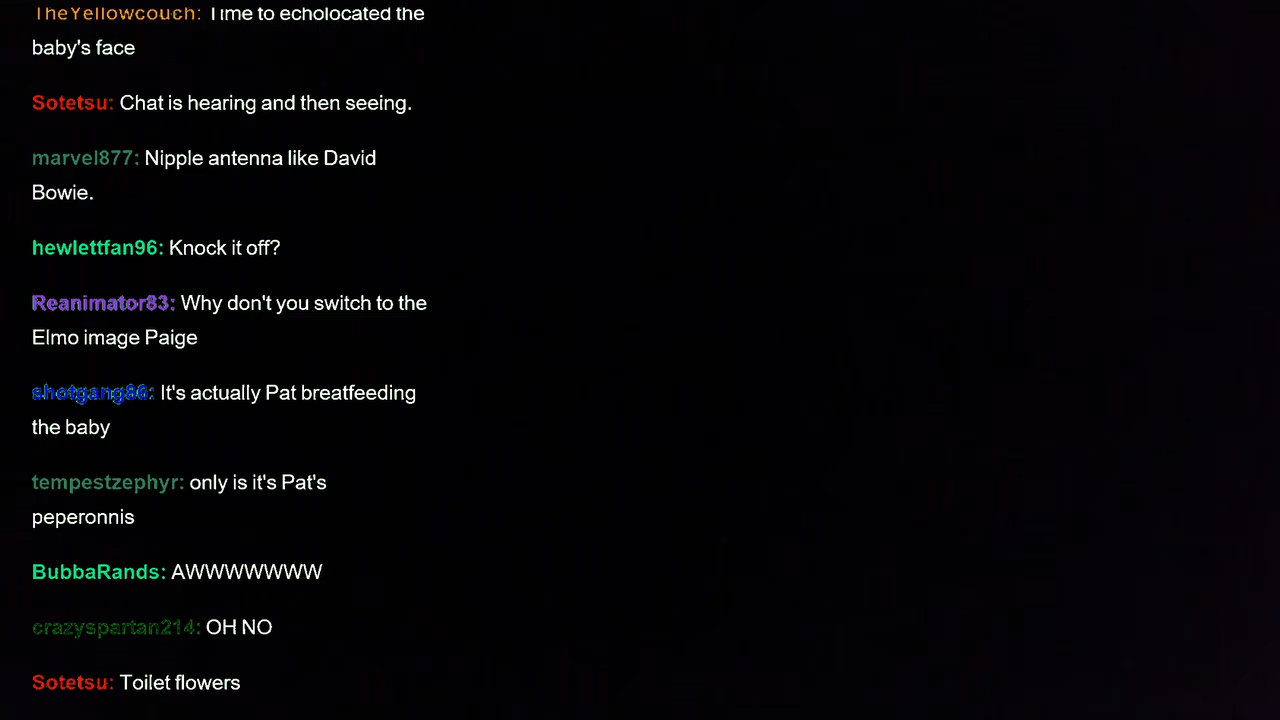 TheYellowcouch: Time to echolocated the
baby's face
Sotetsu: Chat is hearing and then seeing.
marvel877: Nipple antenna like David
Bowie.
hewlettfan96: Knock it off?
Reanimator83: Why don't you switch to the
Elmo image Paige
shotgang86: It's actually Pat breatfeeding
the baby
tempestzephyr: only is it's Pat's
peperonnis
BubbaRands: AWWWWWWW
crazyspartan214: OH NO
Sotetsu: Toilet flowers